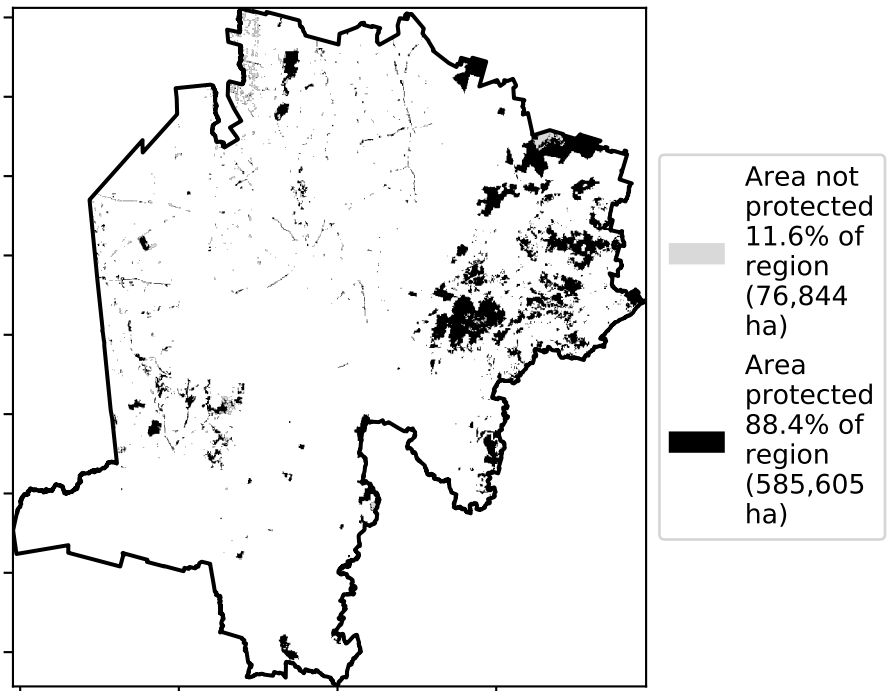 Area not
protected
11.6% of
region
(76,844
ha)
Area
protected
88.4% of
region
(585,605
ha)